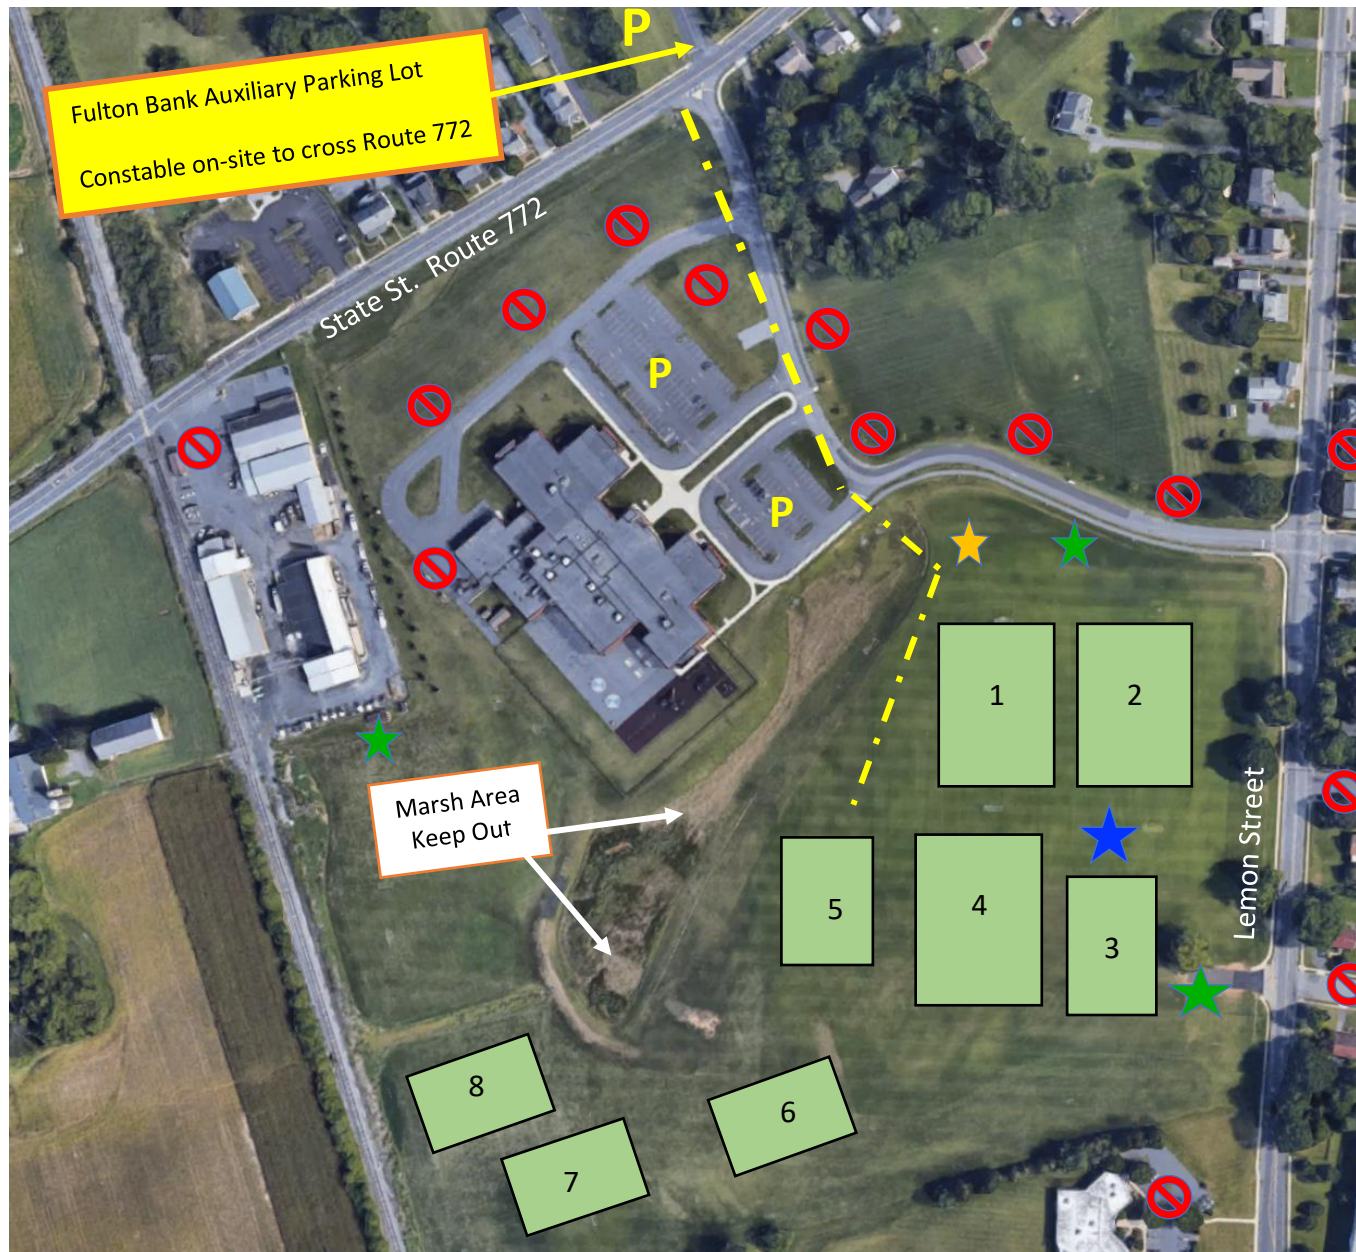 P
Fulton Bank Auxiliary Parking Lot
Constable on-site to cross Route 772
State St.  Route 772
P
P
1
2
Marsh Area
Keep Out
Lemon Street
5
4
3
8
6
7